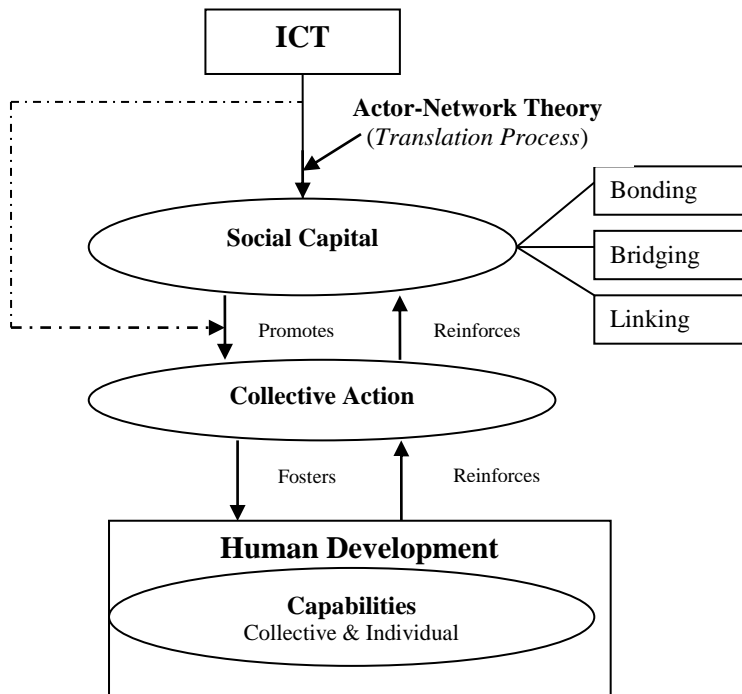 ICT
Actor-Network Theory
(Translation Process)
Bonding
Social Capital
Bridging
Linking
Promotes
Reinforces
Collective Action
Fosters
Reinforces
Human Development
Capabilities
Collective & Individual